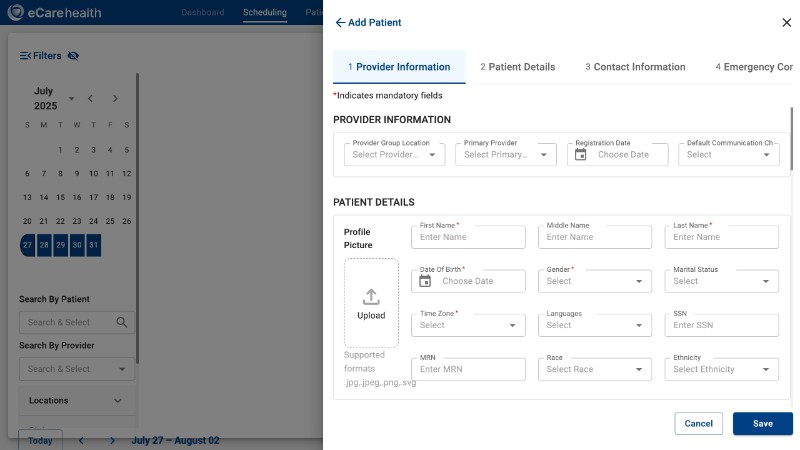 eCarehealth
Dashboard
Scheduling
Filters
July
2025
S M T W T F S
1 2 3 4 5
6 7 8 9 10 11 12
13 14 15 16 17 18 19
20 21 22 23 24 25 26
27 28 29 30 31
Search By Patient
Search & Select
Search By Provider
Search & Select
Locations
Today
July 27 – August 02
Add Patient
1 Provider Information
2 Patient Details
3 Contact Information
4 Emergency Con
*Indicates mandatory fields
PROVIDER INFORMATION
Provider Group Location
Select Provider...
Primary Provider
Select Primary...
Registration Date
Choose Date
Default Communication Ch
Select
PATIENT DETAILS
Profile
Picture
Upload
Supported
formats
.jpg,.jpeg,.png,.svg
First Name *
Enter Name
Middle Name
Enter Name
Last Name *
Enter Name
Date Of Birth *
Choose Date
Gender *
Select
Marital Status
Select
Time Zone *
Select
Languages
Select
SSN
Enter SSN
MRN
Enter MRN
Race
Select Race
Ethnicity
Select Ethnicity
Cancel
Save